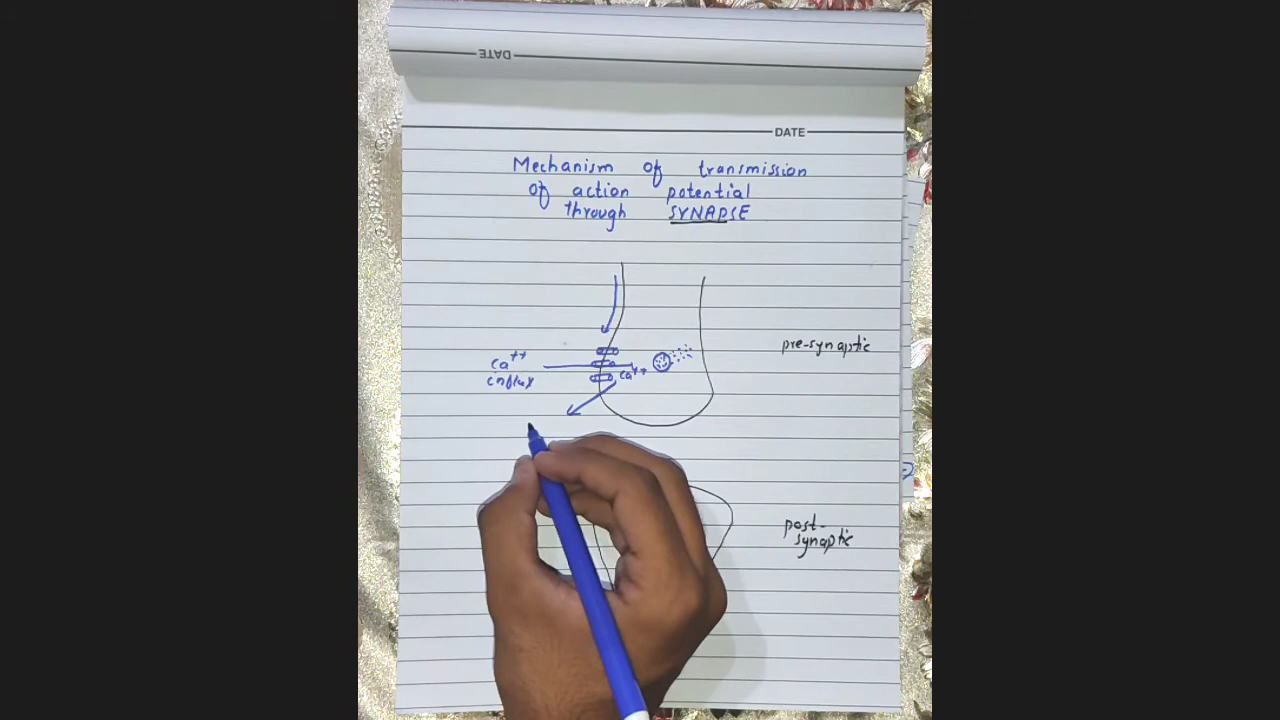 DATE
DATE
Mechanism of transmission
of action potential
through SYNAPSE
pre-synaptic
Ca++
influx
Ca++
post-
synaptic